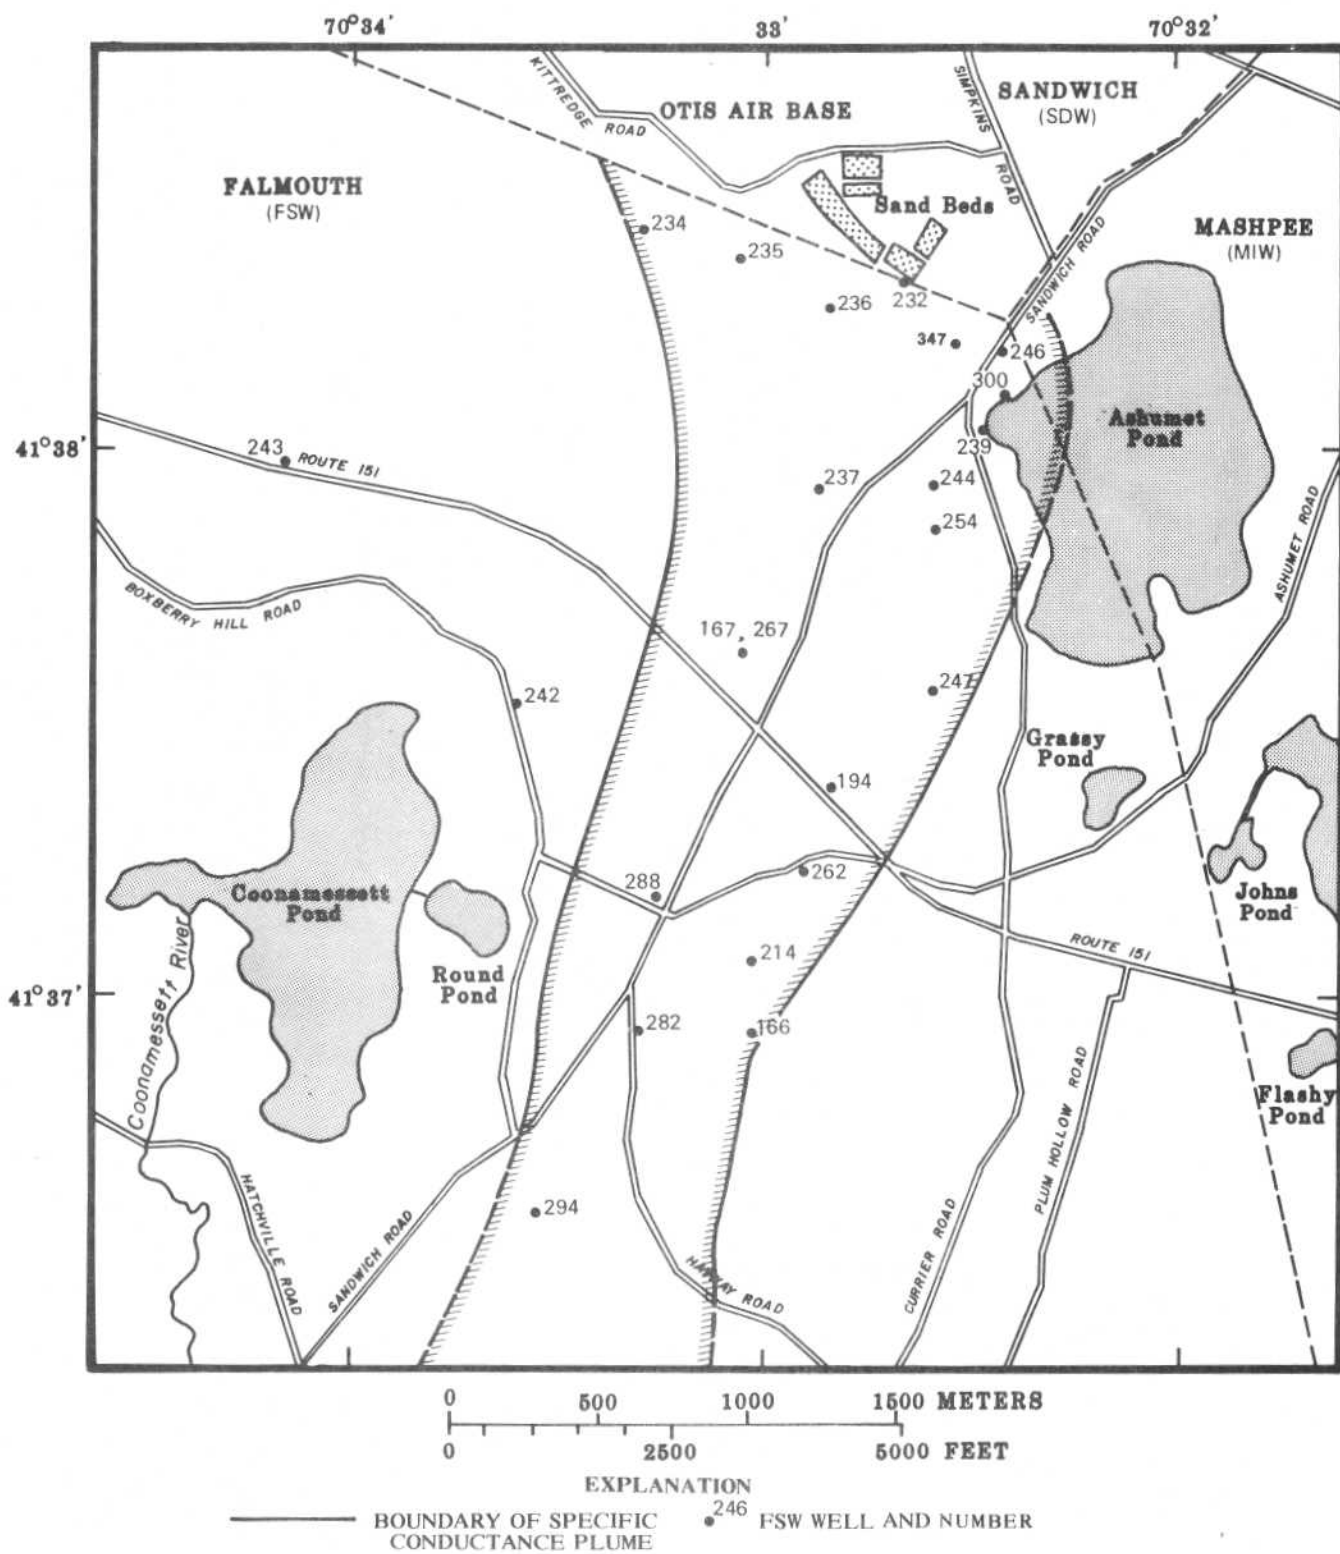 70°34'
33'
70°32'
KITTREDGE ROAD
OTIS AIR BASE
SIMPKINS ROAD
SANDWICH
(SDW)
FALMOUTH
(FSW)
Sand Beds
SANDWICH ROAD
MASHPEE
(MIW)
234
235
236
232
347
246
300
Ashumet
Pond
41°38'
243
ROUTE 151
239
237
244
254
ASHUMET ROAD
BOXBERRY HILL ROAD
167, 267
242
247
Grassy
Pond
194
Coonamessett
Pond
288
262
Johns
Pond
Coonamessett River
Round
Pond
214
ROUTE 151
41°37'
282
166
PLUM HOLLOW ROAD
Flashy
Pond
HATCHVILLE ROAD
SANDWICH ROAD
294
HAYWAY ROAD
CURRIER ROAD
0 500 1000 1500 METERS
0 2500 5000 FEET
EXPLANATION
BOUNDARY OF SPECIFIC
CONDUCTANCE PLUME
246 FSW WELL AND NUMBER